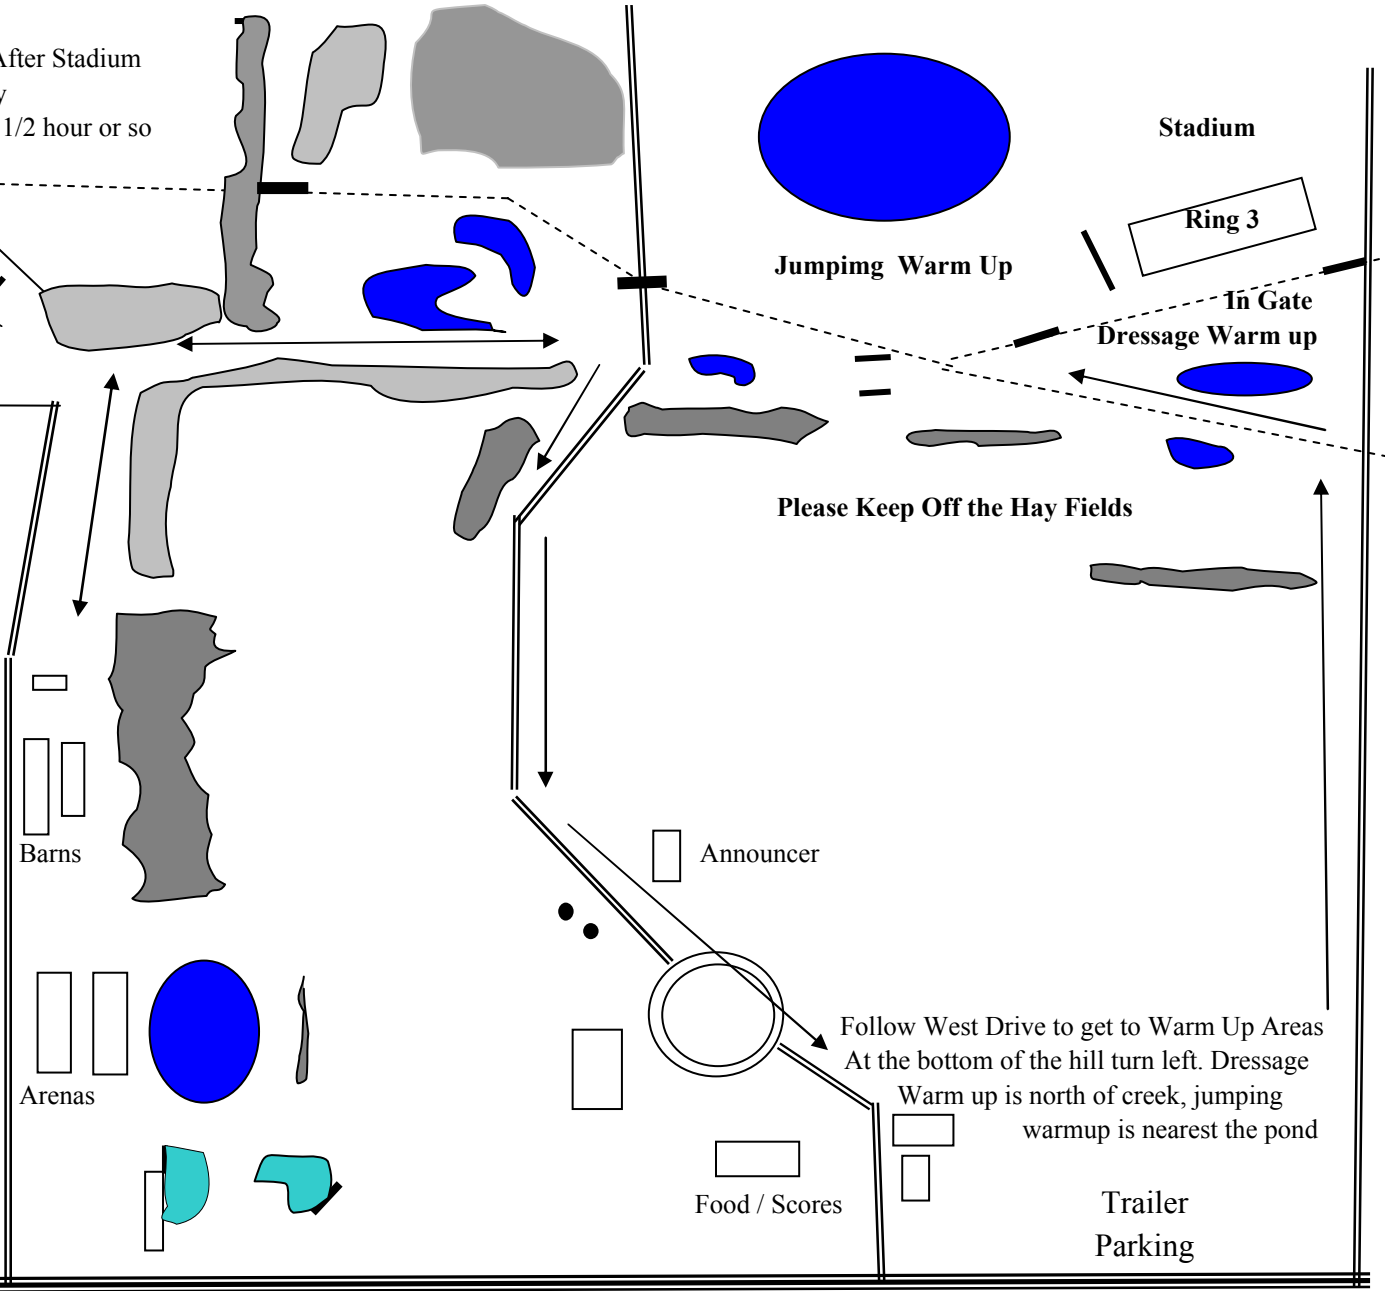 After Stadium
y
1/2 hour or so
Stadium
Ring 3
Jumpimg Warm Up
In Gate
Dressage Warm up
Please Keep Off the Hay Fields
Barns
Announcer
Arenas
Follow West Drive to get to Warm Up Areas
At the bottom of the hill turn left. Dressage
Warm up is north of creek, jumping
warmup is nearest the pond
Food / Scores
Trailer
Parking